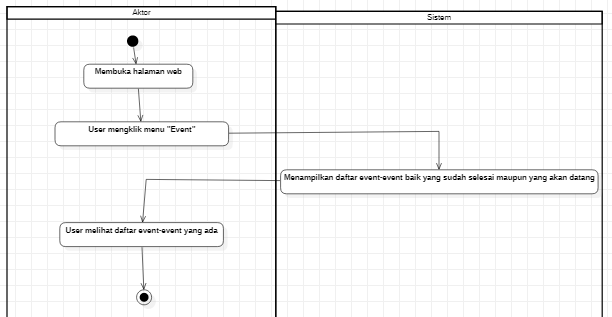 Aktor
Sistem
Membuka halaman web
User mengklik menu "Event"
Menampilkan daftar event-event baik yang sudah selesai maupun yang akan datang
User melihat daftar event-event yang ada